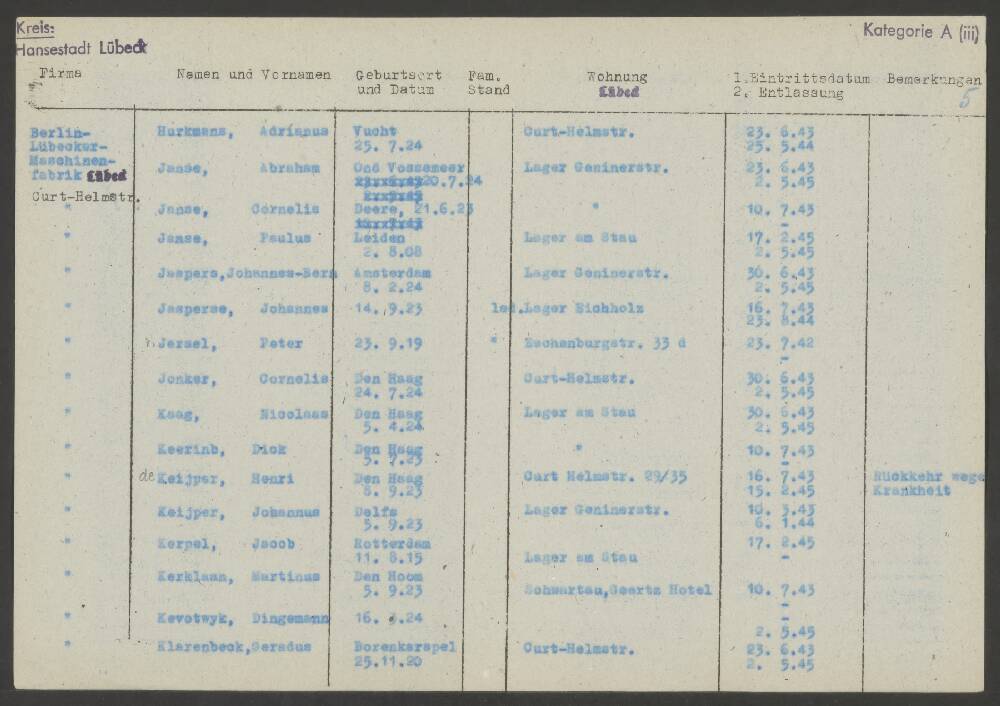 Kreis:
Hansestadt Lübeck
Kategorie A (iii)
Firma Namen und Vornamen Geburtsort Fam. Wohnung 1.Eintrittsdatum Bemerkungen
und Datum Stand Lübeck 2. Entlassung 5
Berlin- Hurkmans, Adrianus Vucht Curt-Helmstr. 23. 6.43
Lübecker- 25. 7.24 25. 5.44
Maschinen- Janse, Abraham Oud Vossemeer Lager Geninerstr. 23. 6.43
fabrik Lübeck 20.7.24 2. 5.45
Curt-Helmstr.
" Janse, Cornelis Deere, 21.6.23 " 10. 7.43
-
" Janse, Paulus Leiden Lager am Stau 17. 2.45
2. 8.08 2. 5.45
" Jaspers,Johannes-Bern Amsterdam Lager Geninerstr. 30. 6.43
8. 2.24 2. 5.45
" Jasperse, Johannes 14. 9.23 led. Lager Eichholz 16. 7.43
23. 8.44
" Jersel, Peter 23. 9.19 " Eschenburgstr. 33 d 23. 7.42
-
" Jonker, Cornelis Den Haag Curt-Helmstr. 30. 6.43
24. 7.24 2. 5.45
" Kaag, Nicolaas Den Haag Lager am Stau 30. 6.43
5. 4.24 2. 5.45
" Keerinb, Dick Den Haag " 10. 7.43
5. 7.23 -
" de Keijper, Henri Den Haag Curt Helmstr. 29/35 16. 7.43 Rückkehr wege
8. 9.23 15. 2.45 Krankheit
" Keijper, Johannus Delfs Lager Geninerstr. 10. 3.43
5. 9.23 6. 1.44
" Kerpel, Jacob Rotterdam 17. 2.45
11. 8.15 Lager am Stau -
" Kerklaan, Martinus Den Hoom
5. 9.23 Schwartau,Geertz Hotel 10. 7.43
-
" Kevotwyk, Dingemann 16. .24 -
2. 5.45
" Klarenbeck,Geradus Borenkarspel Curt-Helmstr. 23. 6.43
25.11.20 2. 5.45